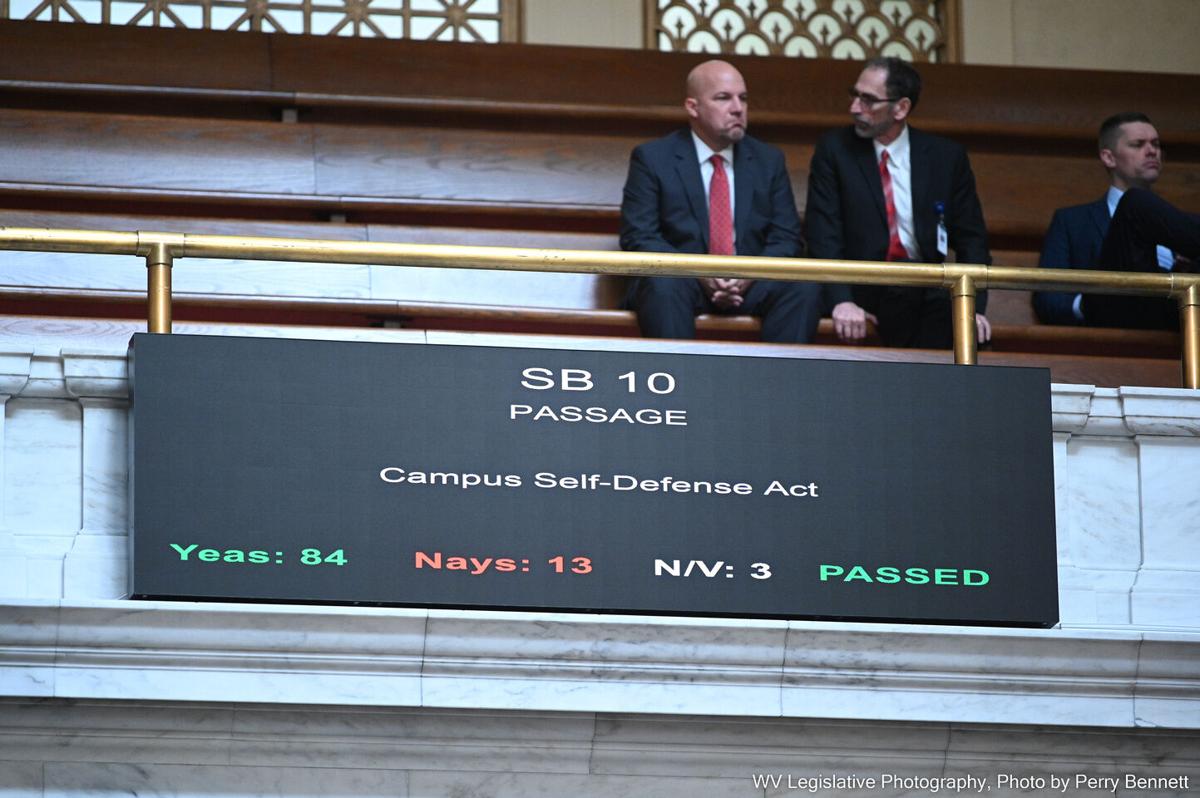 SB 10
PASSAGE
Campus Self-Defense Act
Yeas: 84 Nays: 13 N/V: 3 PASSED
WV Legislative Photography, Photo by Perry Bennett